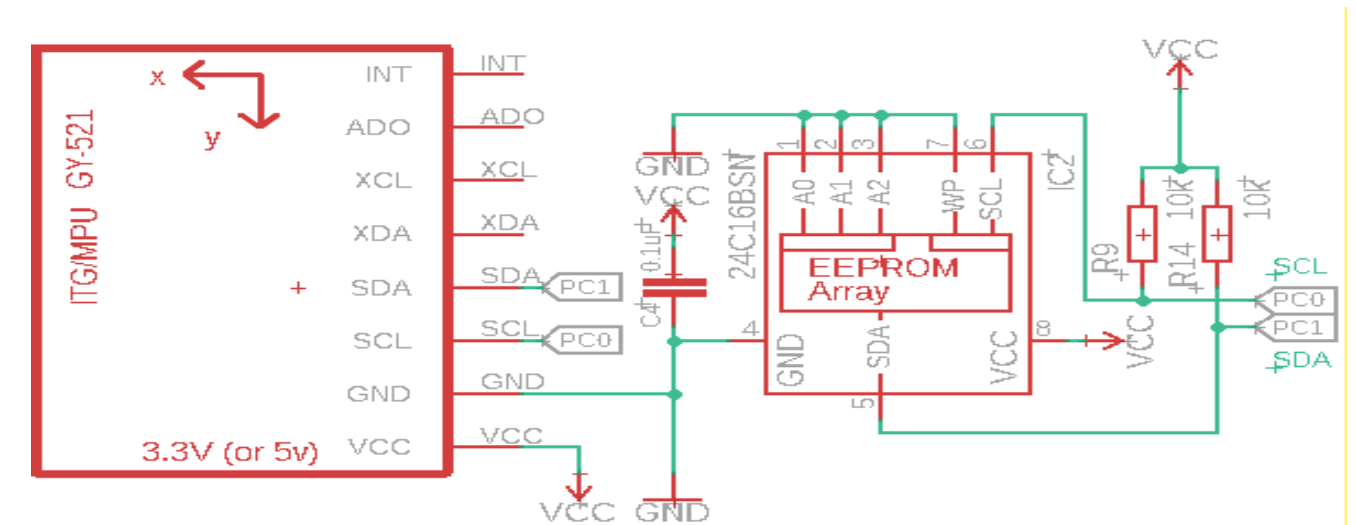 ITG/MPU GY-521
x
y
INT
ADO
XCL
XDA
SDA
SCL
GND
VCC
3.3V (or 5v)
INT
ADO
XCL
XDA
SDA
SCL
GND
VCC
PC1
PC0
VCC
GND
VCC
0.1uF
C4
GND
24C16BSN
IC2
1
2
3
7
6
A0
A1
A2
WP
SCL
EEPROM
Array
4
GND
SDA
5
VCC
8
VCC
VCC
10k
10k
R9
R14
SCL
PC0
PC1
SDA